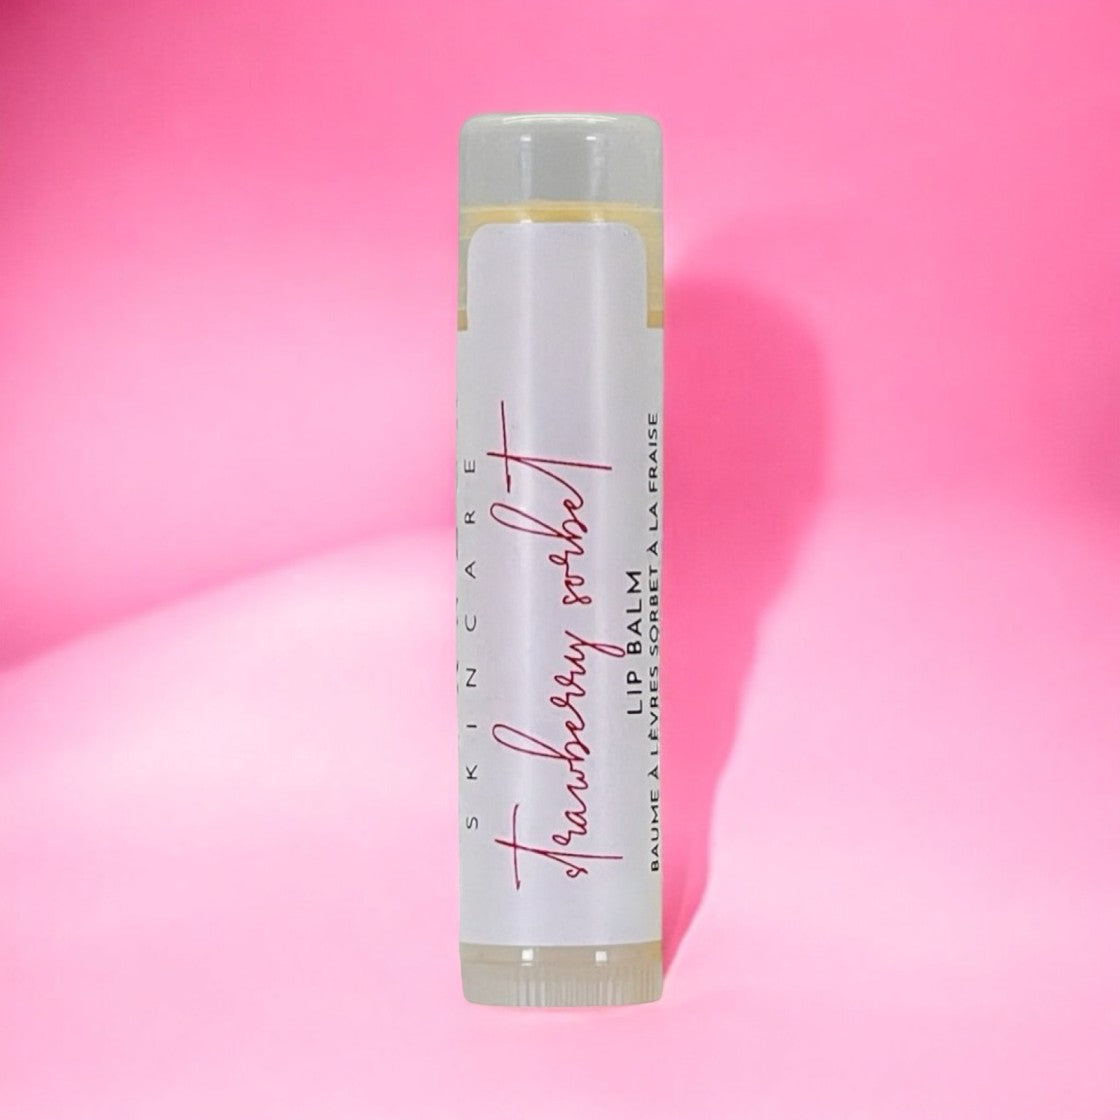 SKINCARE
strawberry sorbet
LIP BALM
BAUME À LÈVRES SORBET À LA FRAISE